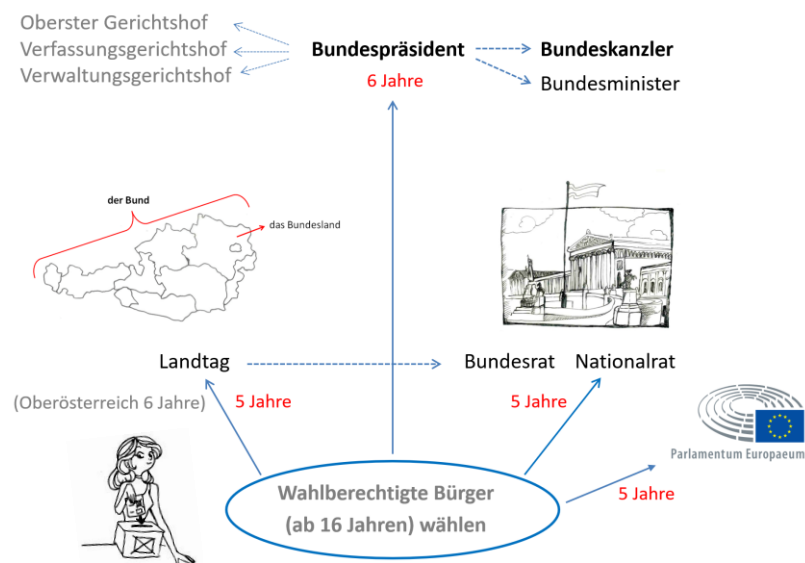 Oberster Gerichtshof
Verfassungsgerichtshof
Verwaltungsgerichtshof
Bundespräsident
6 Jahre
Bundeskanzler
Bundesminister
der Bund
das Bundesland
Landtag
Bundesrat Nationalrat
(Oberösterreich 6 Jahre)
5 Jahre
5 Jahre
Parlamentum Europaeum
5 Jahre
Wahlberechtigte Bürger
(ab 16 Jahren) wählen